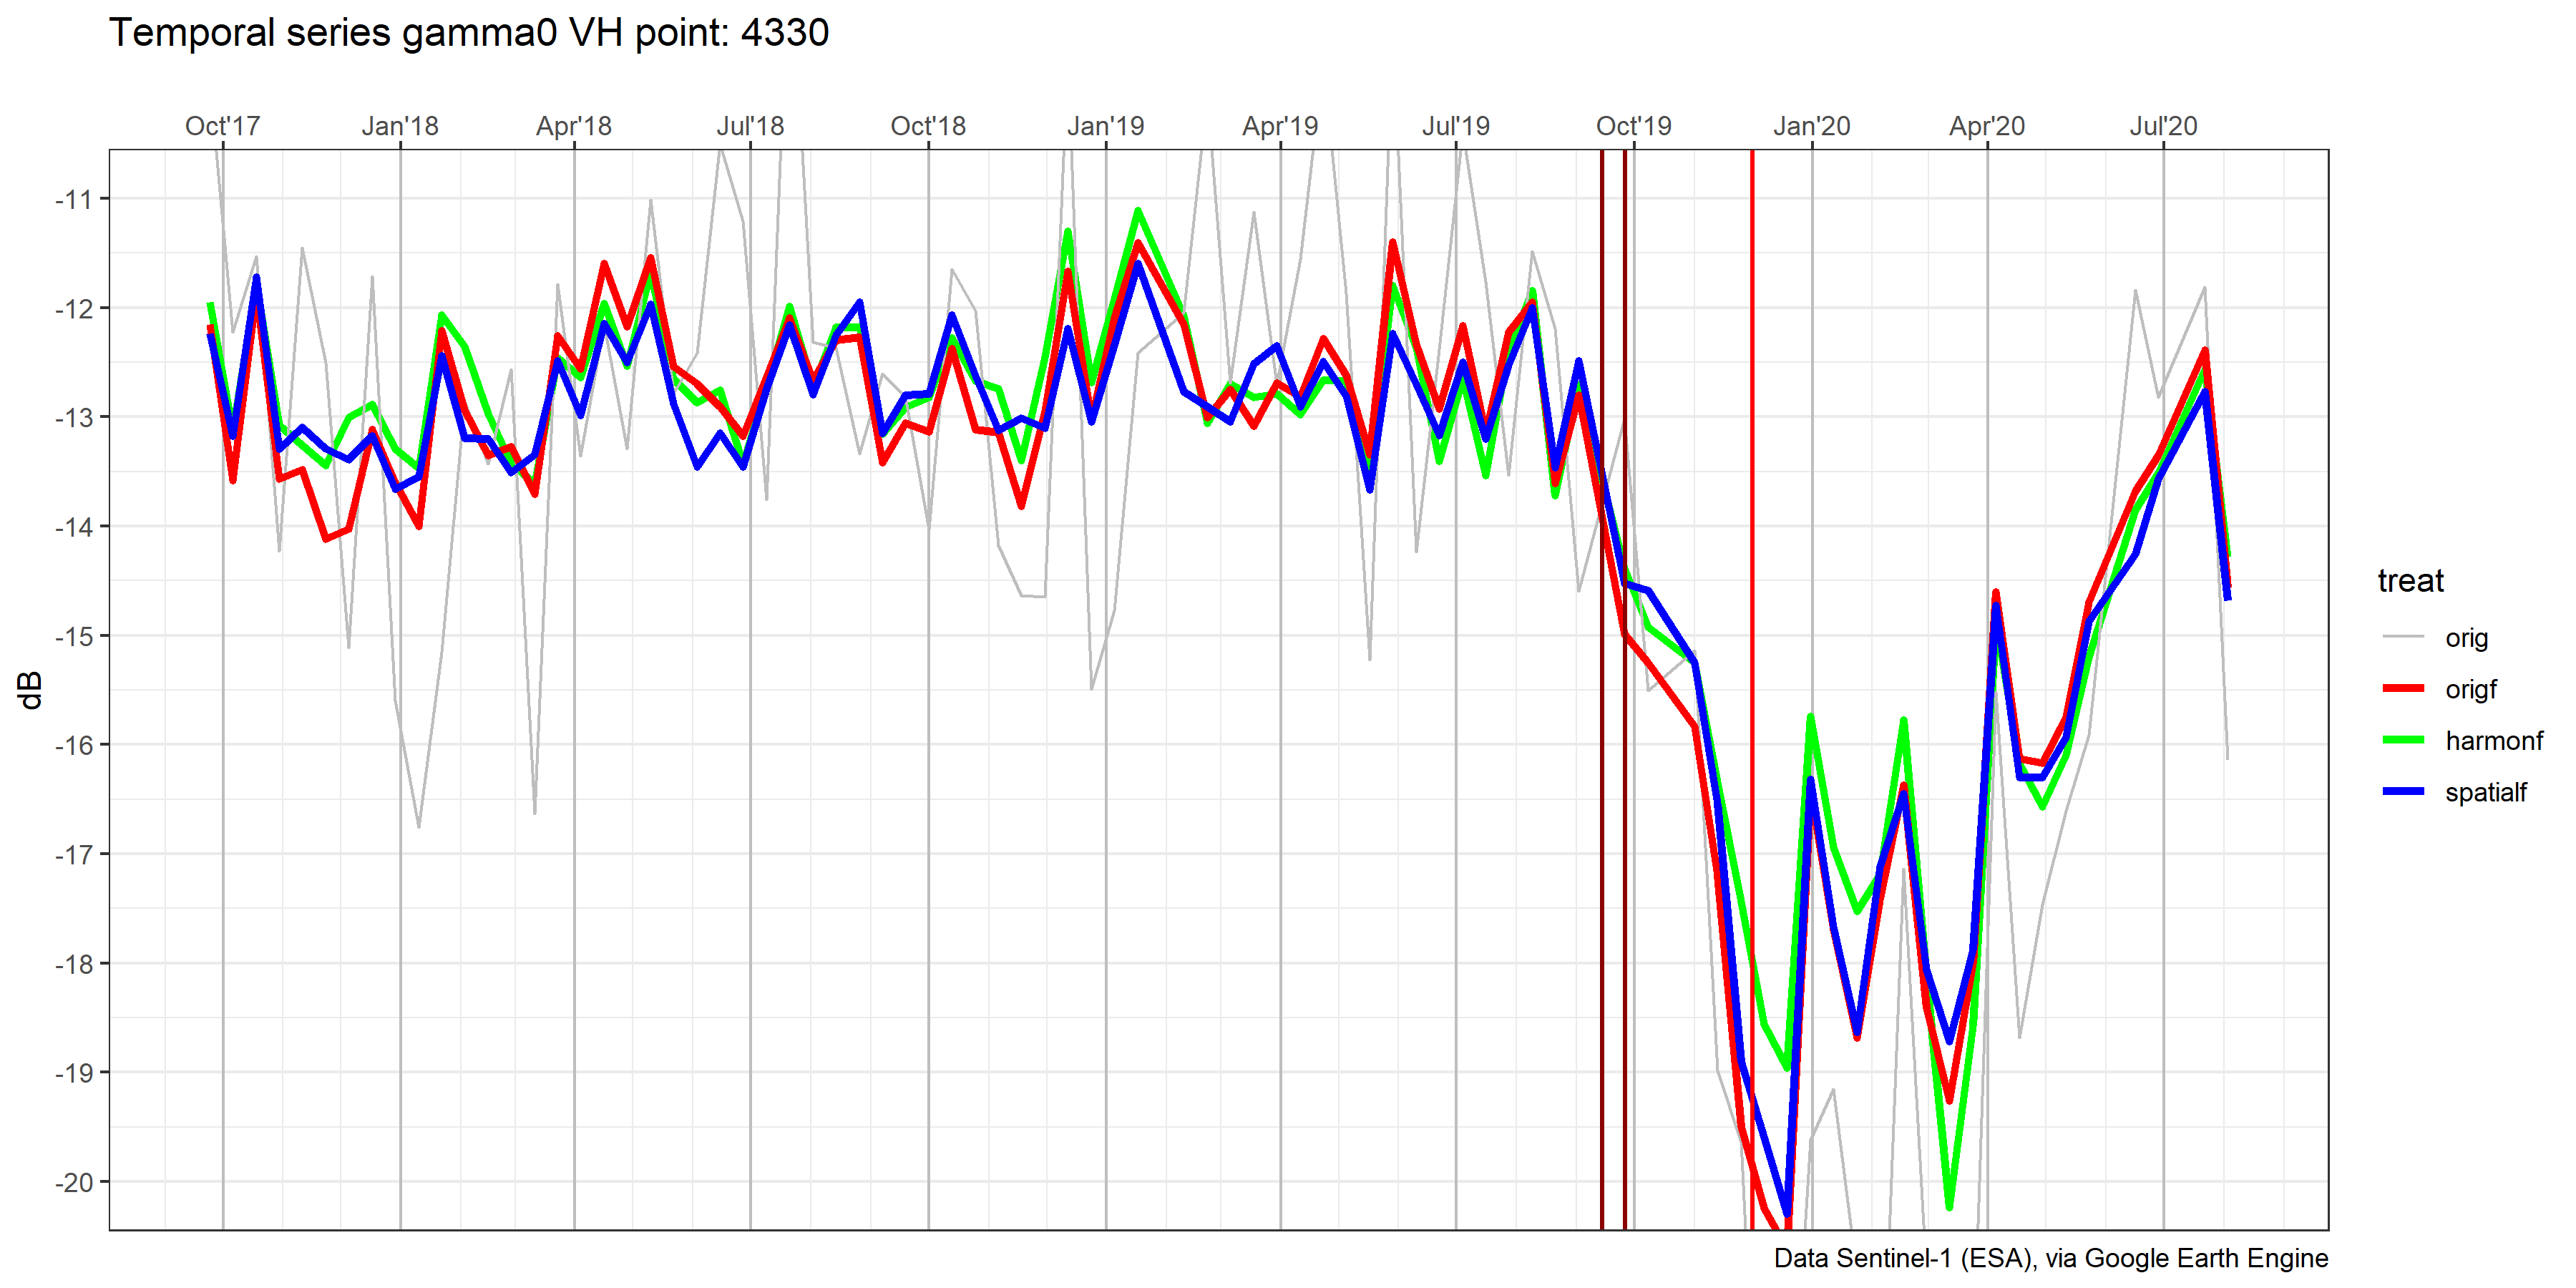 Temporal series gamma0 VH point: 4330
Oct'17 Jan'18 Apr'18 Jul'18 Oct'18 Jan'19 Apr'19 Jul'19 Oct'19 Jan'20 Apr'20 Jul'20
-11
-12
-13
-14
-15
-16
-17
-18
-19
-20
dB
treat
orig
origf
harmonf
spatialf
Data Sentinel-1 (ESA), via Google Earth Engine